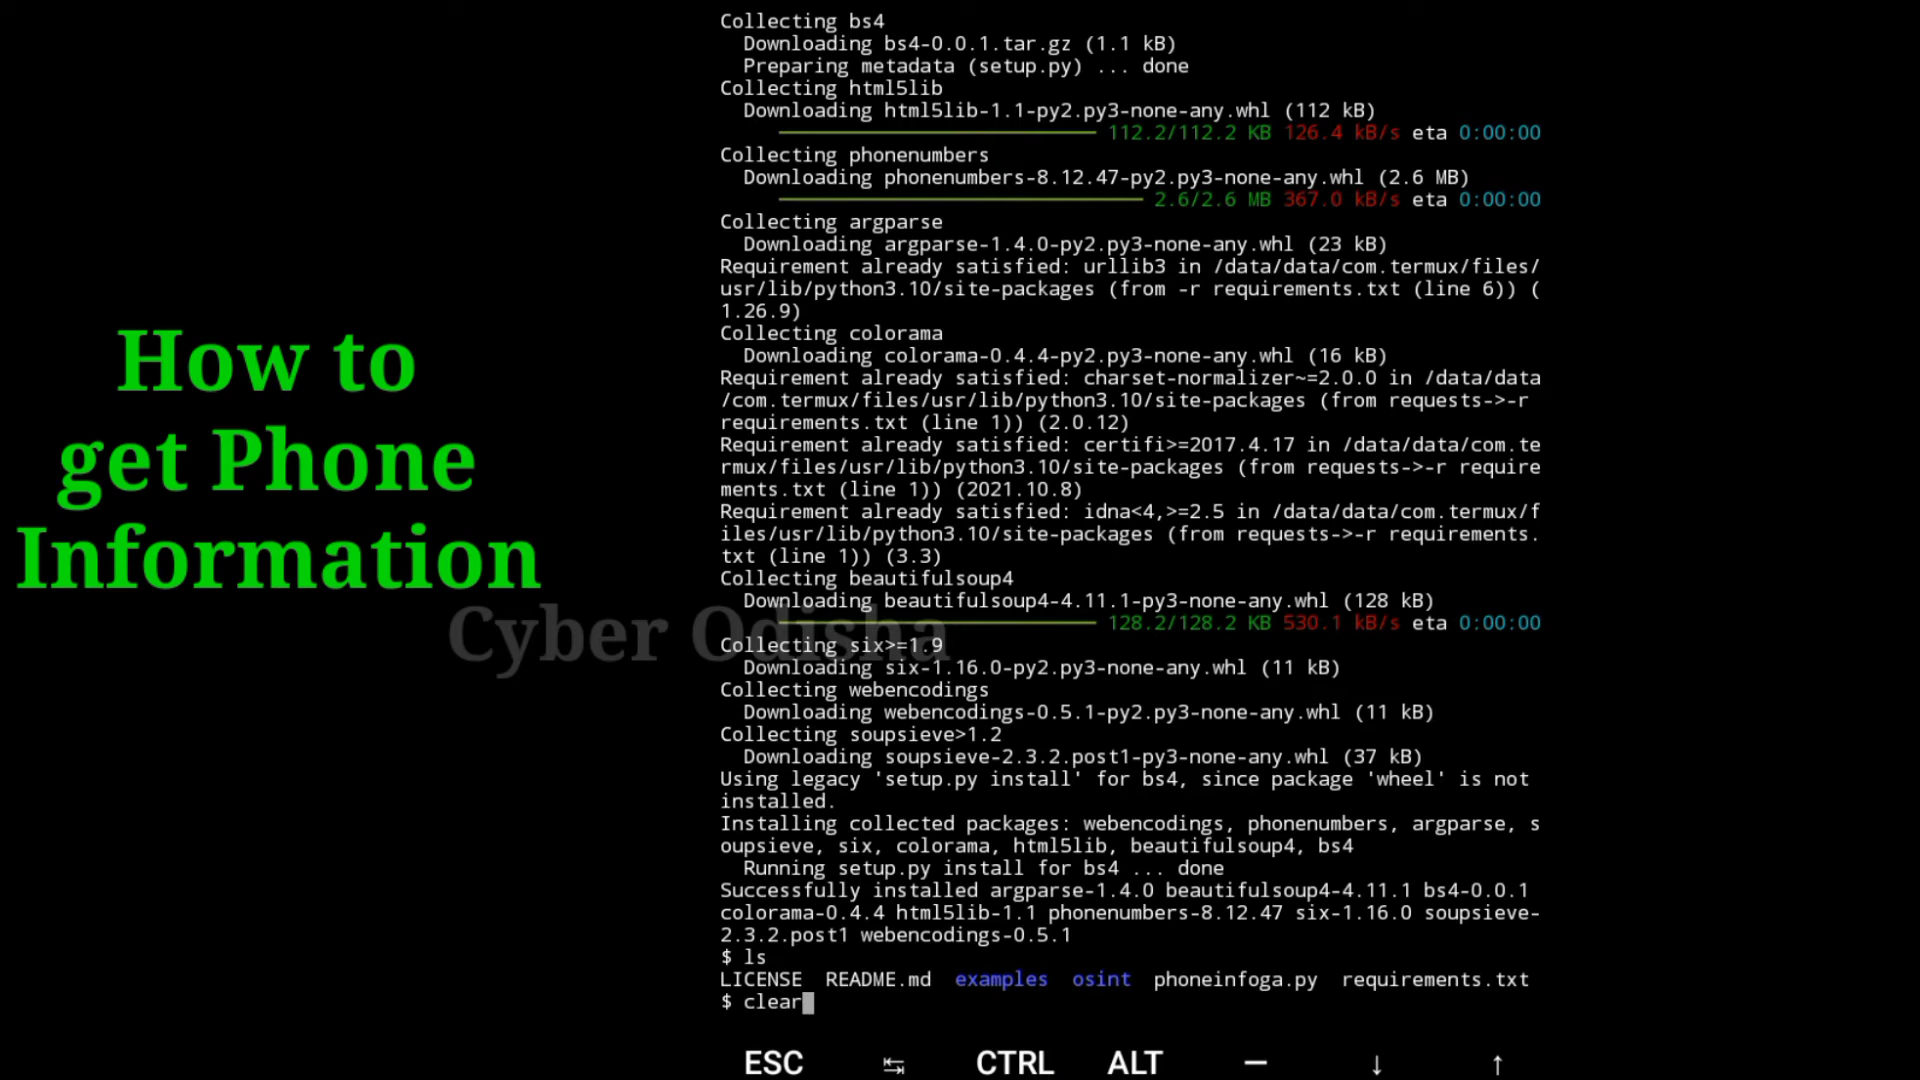 How to
get Phone
Information
Cyber Odisha
Collecting bs4
  Downloading bs4-0.0.1.tar.gz (1.1 kB)
  Preparing metadata (setup.py) ... done
Collecting html5lib
  Downloading html5lib-1.1-py2.py3-none-any.whl (112 kB)
112.2/112.2 KB 126.4 kB/s eta 0:00:00
Collecting phonenumbers
  Downloading phonenumbers-8.12.47-py2.py3-none-any.whl (2.6 MB)
2.6/2.6 MB 367.0 kB/s eta 0:00:00
Collecting argparse
  Downloading argparse-1.4.0-py2.py3-none-any.whl (23 kB)
Requirement already satisfied: urllib3 in /data/data/com.termux/files/
usr/lib/python3.10/site-packages (from -r requirements.txt (line 6)) (
1.26.9)
Collecting colorama
  Downloading colorama-0.4.4-py2.py3-none-any.whl (16 kB)
Requirement already satisfied: charset-normalizer~=2.0.0 in /data/data
/com.termux/files/usr/lib/python3.10/site-packages (from requests->-r
requirements.txt (line 1)) (2.0.12)
Requirement already satisfied: certifi>=2017.4.17 in /data/data/com.te
rmux/files/usr/lib/python3.10/site-packages (from requests->-r require
ments.txt (line 1)) (2021.10.8)
Requirement already satisfied: idna<4,>=2.5 in /data/data/com.termux/f
iles/usr/lib/python3.10/site-packages (from requests->-r requirements.
txt (line 1)) (3.3)
Collecting beautifulsoup4
  Downloading beautifulsoup4-4.11.1-py3-none-any.whl (128 kB)
128.2/128.2 KB 530.1 kB/s eta 0:00:00
Collecting six>=1.9
  Downloading six-1.16.0-py2.py3-none-any.whl (11 kB)
Collecting webencodings
  Downloading webencodings-0.5.1-py2.py3-none-any.whl (11 kB)
Collecting soupsieve>1.2
  Downloading soupsieve-2.3.2.post1-py3-none-any.whl (37 kB)
Using legacy 'setup.py install' for bs4, since package 'wheel' is not
installed.
Installing collected packages: webencodings, phonenumbers, argparse, s
oupsieve, six, colorama, html5lib, beautifulsoup4, bs4
  Running setup.py install for bs4 ... done
Successfully installed argparse-1.4.0 beautifulsoup4-4.11.1 bs4-0.0.1
colorama-0.4.4 html5lib-1.1 phonenumbers-8.12.47 six-1.16.0 soupsieve-
2.3.2.post1 webencodings-0.5.1
$ ls
LICENSE  README.md  examples  osint  phoneinfoga.py  requirements.txt
$ clear
ESC ↹ CTRL ALT — ↓ ↑